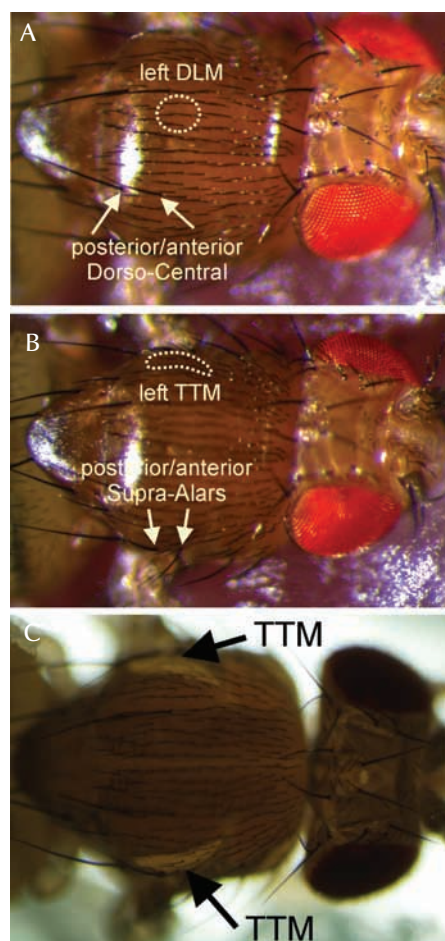 A
left DLM
posterior/anterior
Dorso-Central
B
left TTM
posterior/anterior
Supra-Alars
C
TTM
TTM